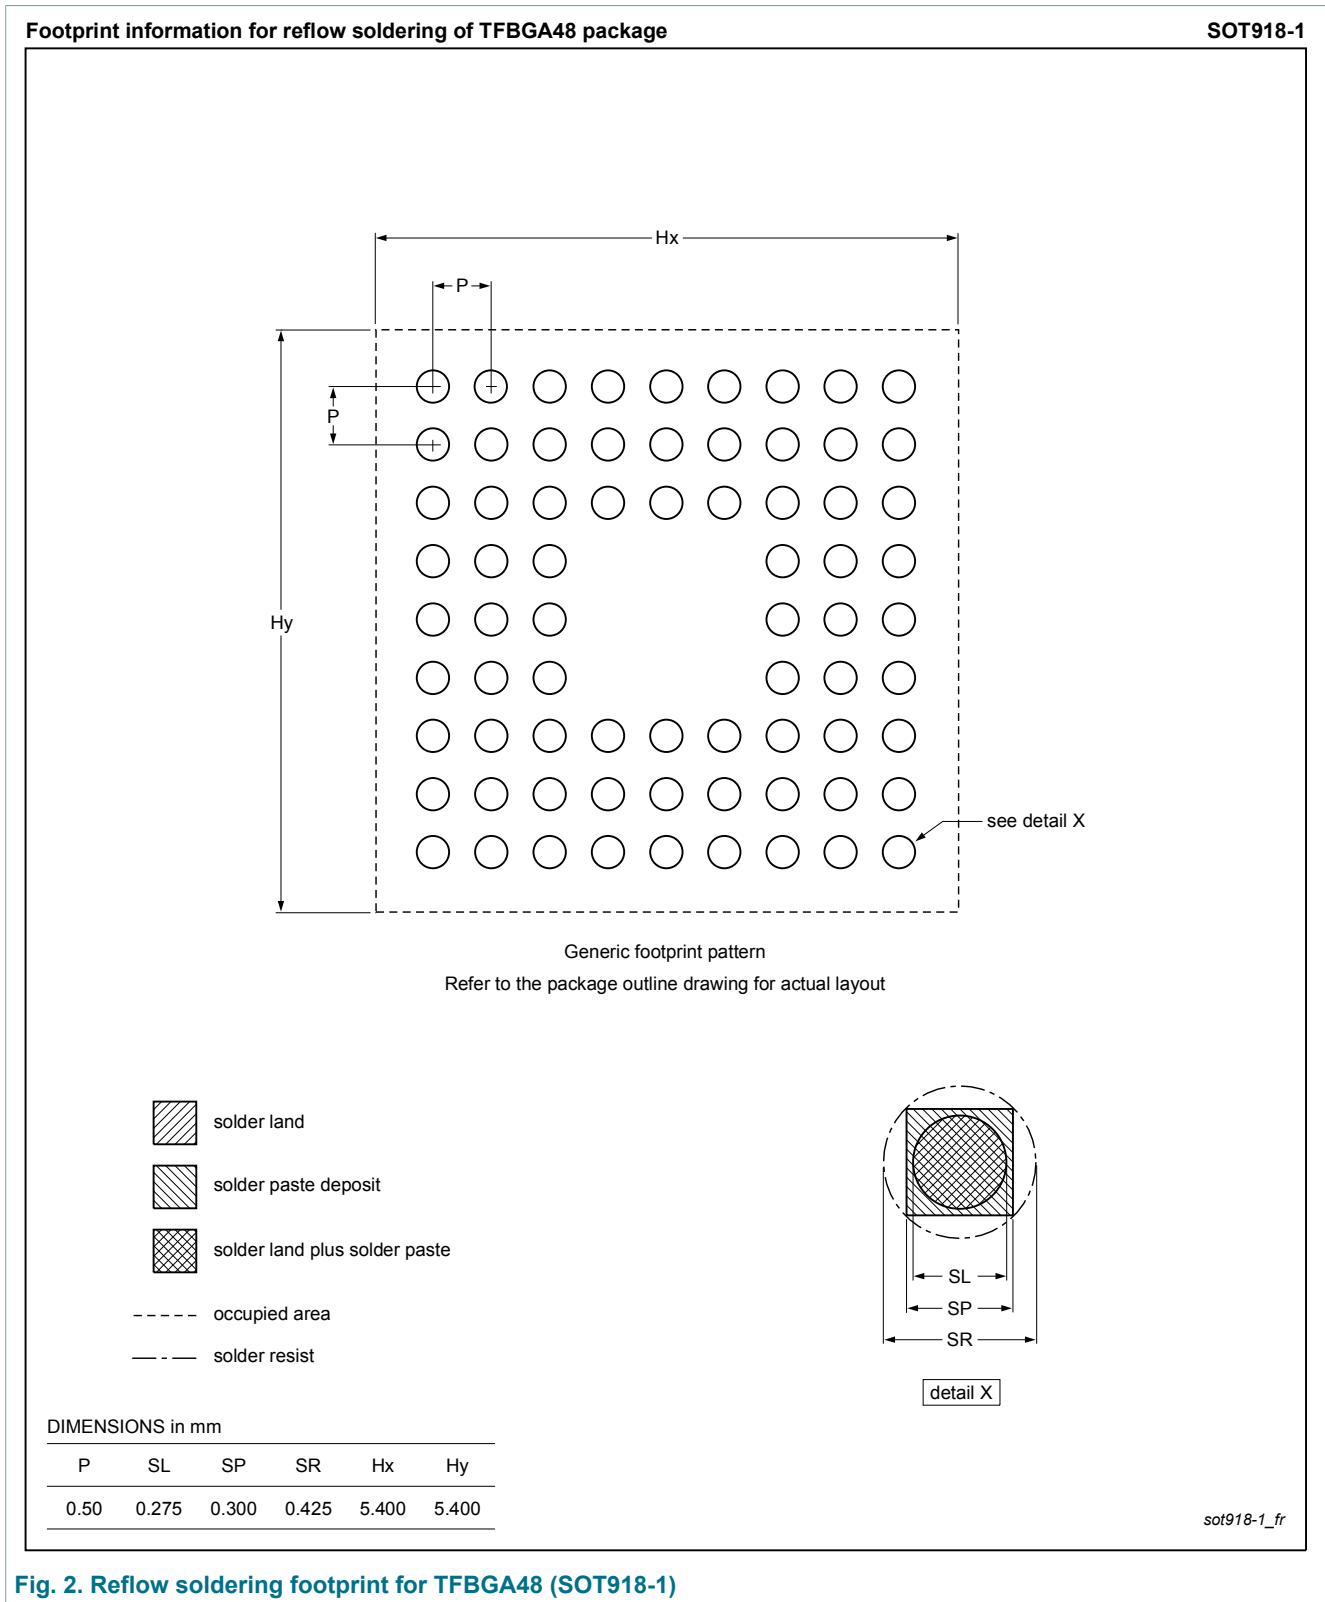 Footprint information for reflow soldering of TFBGA48 package SOT918-1
Hx
P
P
Hy
see detail X
Generic footprint pattern
Refer to the package outline drawing for actual layout
solder land
solder paste deposit
solder land plus solder paste
occupied area
solder resist
SL
SP
SR
detail X
DIMENSIONS in mm
P SL SP SR Hx Hy
0.50 0.275 0.300 0.425 5.400 5.400
sot918-1_fr
Fig. 2. Reflow soldering footprint for TFBGA48 (SOT918-1)